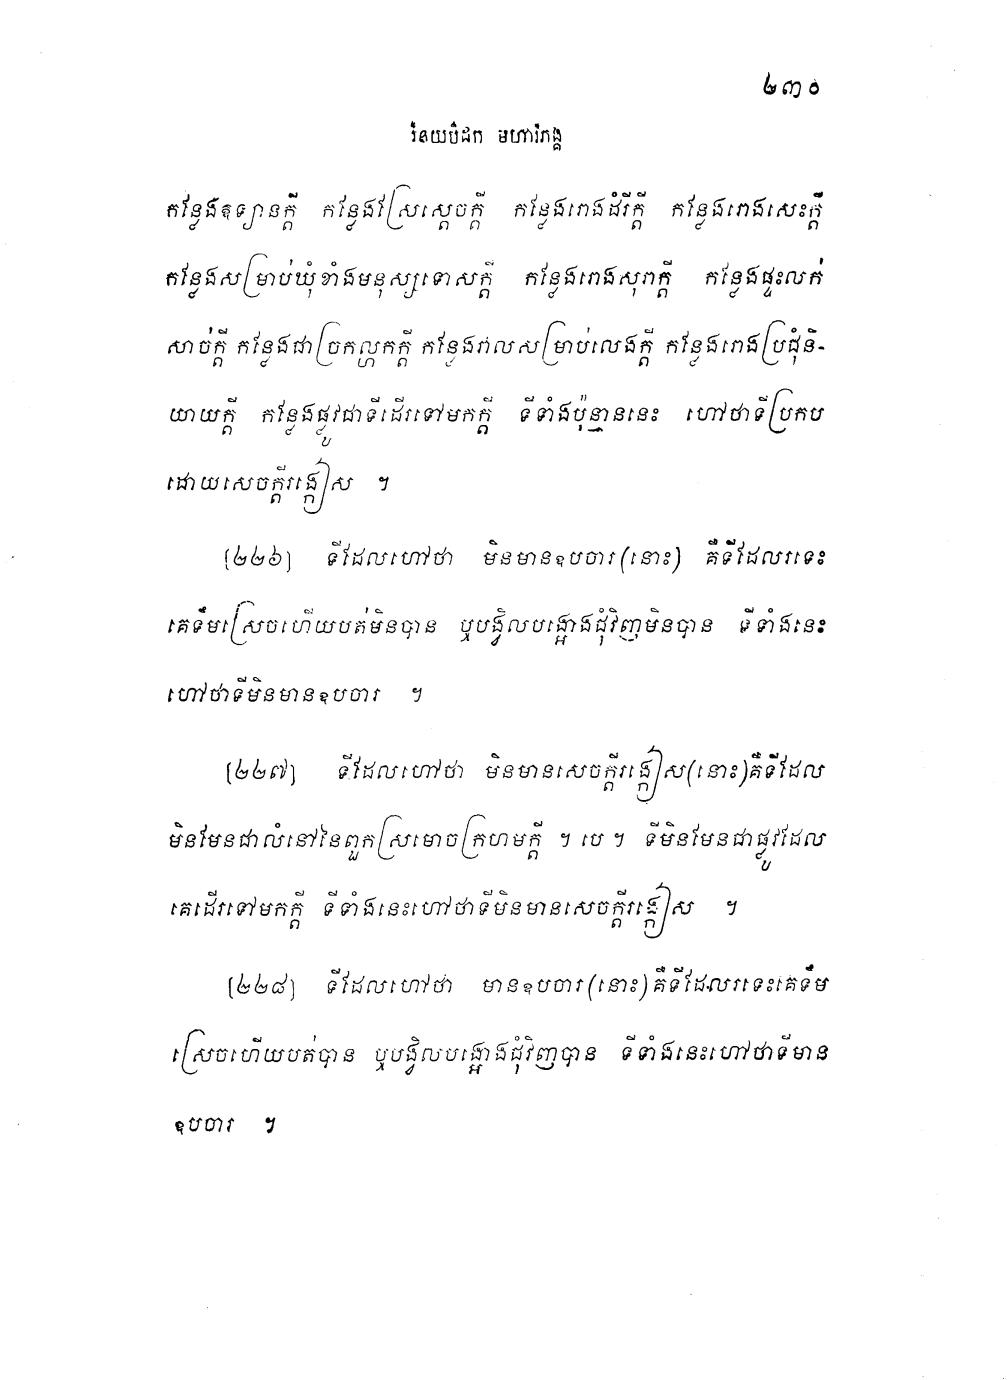 ២៣០
វិនយបិដក មហាវិភង្គ
កន្លែងឧទ្យានក្តី កន្លែងស្រែស្តេចក្តី កន្លែងរោងដំរីក្តី កន្លែងរោងសេះក្តី
កន្លែងសម្រាប់ឃុំខាំងមនុស្សទោសក្តី កន្លែងរោងសុរាក្តី កន្លែងផ្ទះលក់
សាច់ក្តី កន្លែងជាច្រកល្ហកក្តី កន្លែងវាលសម្រាប់លេងក្តី កន្លែងរោងប្រជុំនិ-
យាយក្តី កន្លែងផ្លូវជាទីដើរទៅមកក្តី ទីទាំងប៉ុន្មាននេះ ហៅថាទីប្រកប
ដោយសេចក្តីរង្កៀស ។
[២២៦] ទីដែលហៅថា មិនមានឧបចារ(នោះ) គឺទីដែលរទេះ
គេទឹមស្រេចហើយបត់មិនបាន ឬបង្វិលបង្អោងជុំវិញមិនបាន ទីទាំងនេះ
ហៅថាទីមិនមានឧបចារ ។
[២២៧] ទីដែលហៅថា មិនមានសេចក្តីរង្កៀស(នោះ)គឺទីដែល
មិនមែនជាលំនៅនៃពួកស្រមោចក្រហមក្តី ។ បេ ។ ទីមិនមែនជាផ្លូវដែល
គេដើរទៅមកក្តី ទីទាំងនេះហៅថាទីមិនមានសេចក្តីរង្កៀស ។
[២២៨] ទីដែលហៅថា មានឧបចារ(នោះ)គឺទីដែលរទេះគេទឹម
ស្រេចហើយបត់បាន ឬបង្វិលបង្អោងជុំវិញបាន ទីទាំងនេះហៅថាទីមាន
ឧបចារ ។